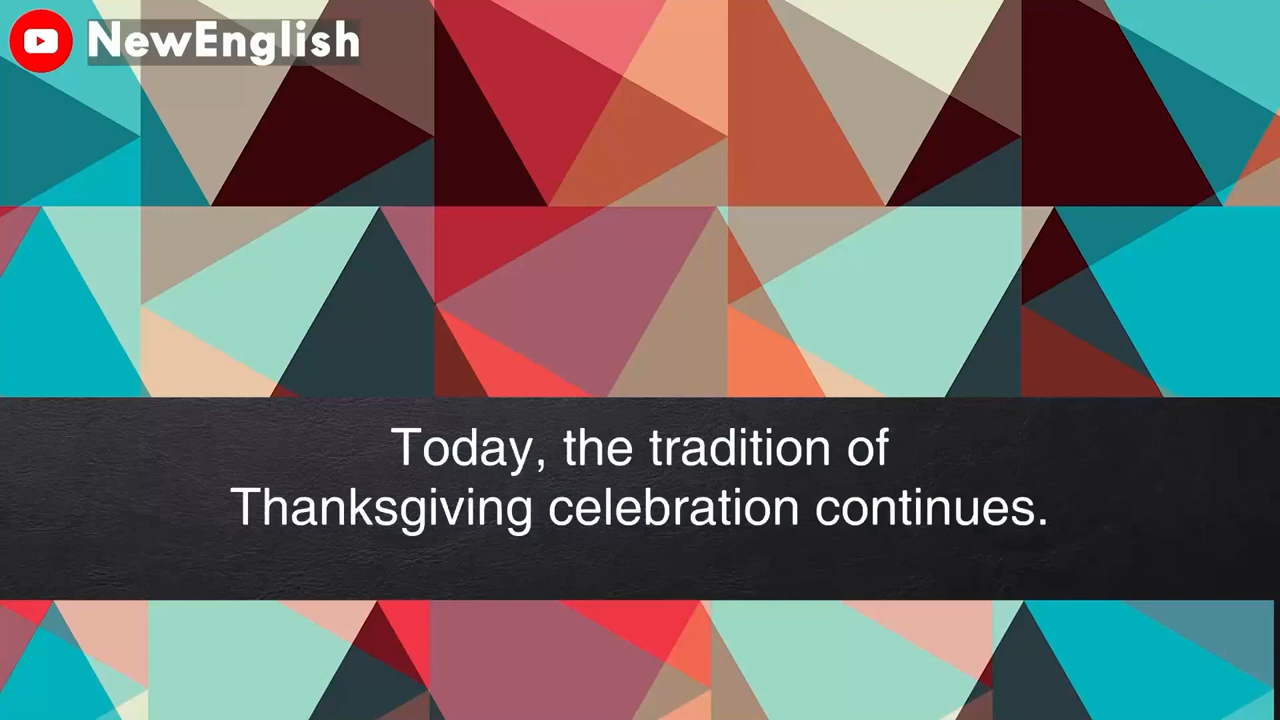 NewEnglish
Today, the tradition of
Thanksgiving celebration continues.